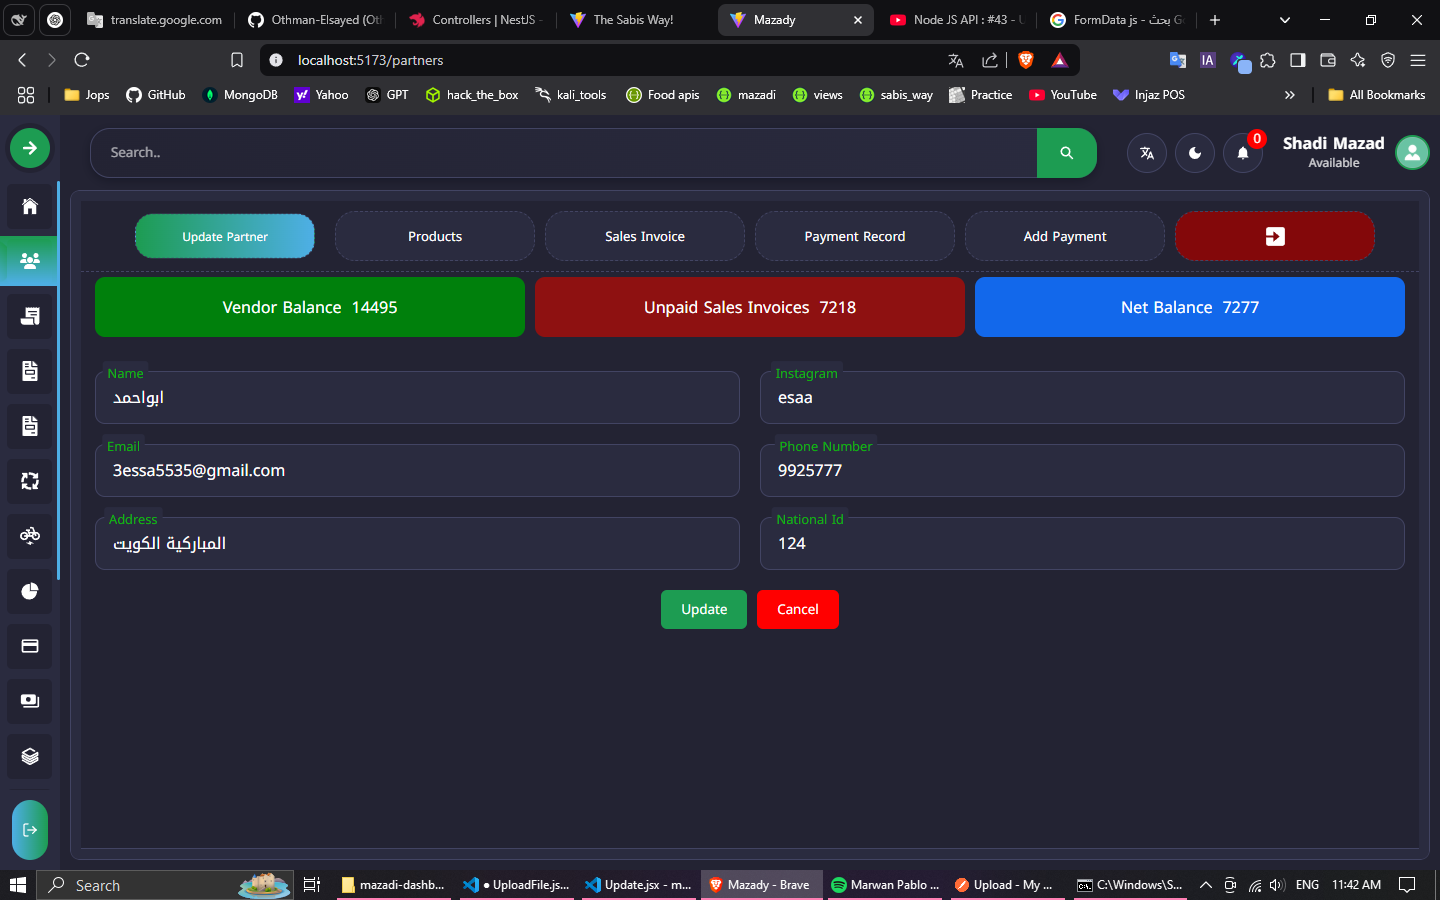 translate.google.com
Othman-Elsayed (Oth
Controllers | NestJS -
The Sabis Way!
Mazady
Node JS API : #43 - U
FormData js - بحث Go
localhost:5173/partners
Jops
GitHub
MongoDB
Yahoo
GPT
hack_the_box
kali_tools
Food apis
mazadi
views
sabis_way
Practice
YouTube
Injaz POS
All Bookmarks
Search..
0
Shadi Mazad
Available
Update Partner
Products
Sales Invoice
Payment Record
Add Payment
Vendor Balance 14495
Unpaid Sales Invoices 7218
Net Balance 7277
Name
ابواحمد
Instagram
esaa
Email
3essa5535@gmail.com
Phone Number
9925777
Address
المباركية الكويت
National Id
124
Update
Cancel
Search
mazadi-dashb...
● UploadFile.js...
Update.jsx - m...
Mazady - Brave
Marwan Pablo ...
Upload - My ...
C:\Windows\S...
ENG
11:42 AM